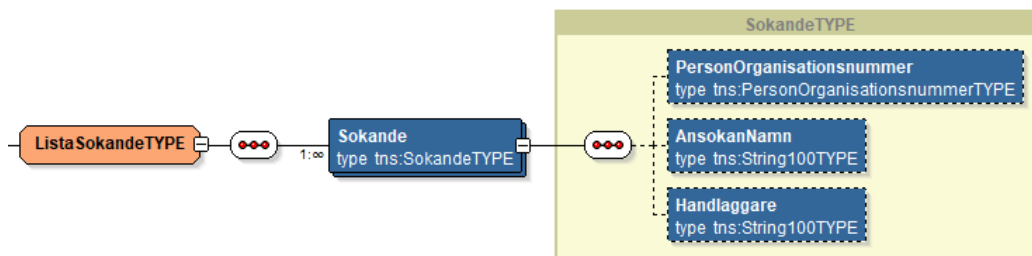 SokandeTYPE
PersonOrganisationsnummer
type tns:PersonOrganisationsnummerTYPE
ListaSokandeTYPE
1:∞
Sokande
type tns:SokandeTYPE
AnsokanNamn
type tns:String100TYPE
Handlaggare
type tns:String100TYPE